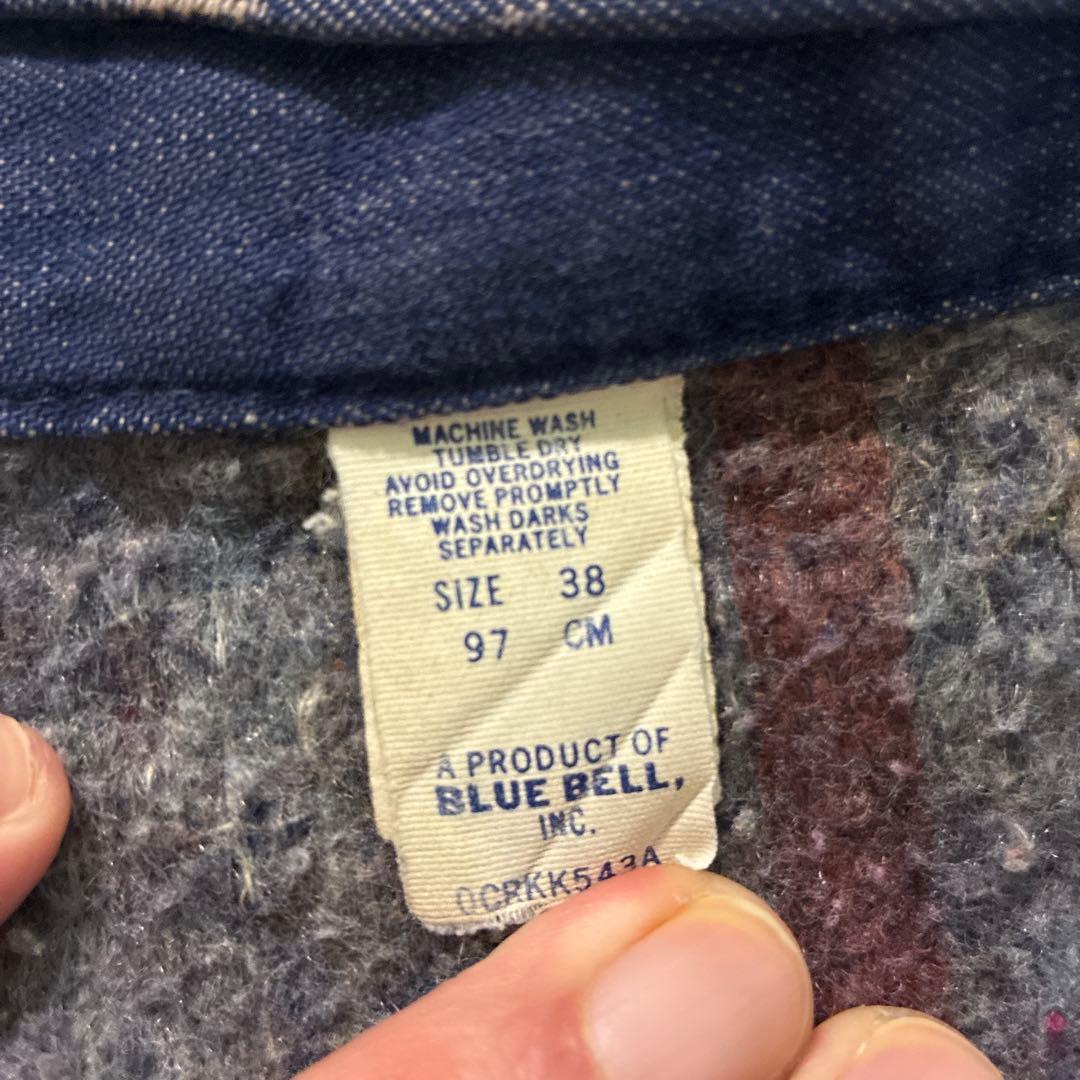 MACHINE WASH
TUMBLE DRY
AVOID OVERDRYING
REMOVE PROMPTLY
WASH DARKS
SEPARATELY
SIZE 38
97 CM
A PRODUCT OF
BLUE BELL,
INC.